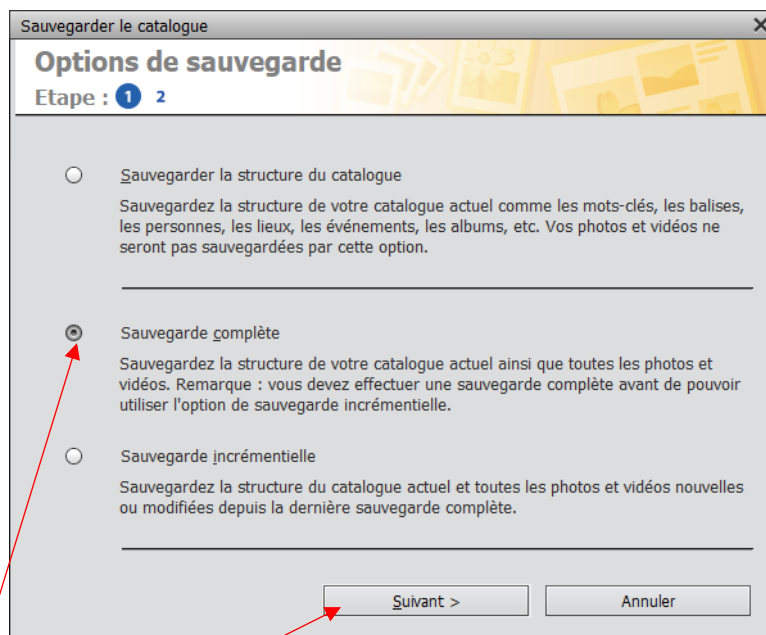 Sauvegarder le catalogue
Options de sauvegarde
Etape : 1 2
Sauvegarder la structure du catalogue
Sauvegardez la structure de votre catalogue actuel comme les mots-clés, les balises,
les personnes, les lieux, les événements, les albums, etc. Vos photos et vidéos ne
seront pas sauvegardées par cette option.
Sauvegarde complète
Sauvegardez la structure de votre catalogue actuel ainsi que toutes les photos et
vidéos. Remarque : vous devez effectuer une sauvegarde complète avant de pouvoir
utiliser l'option de sauvegarde incrémentielle.
Sauvegarde incrémentielle
Sauvegardez la structure du catalogue actuel et toutes les photos et vidéos nouvelles
ou modifiées depuis la dernière sauvegarde complète.
Suivant > Annuler